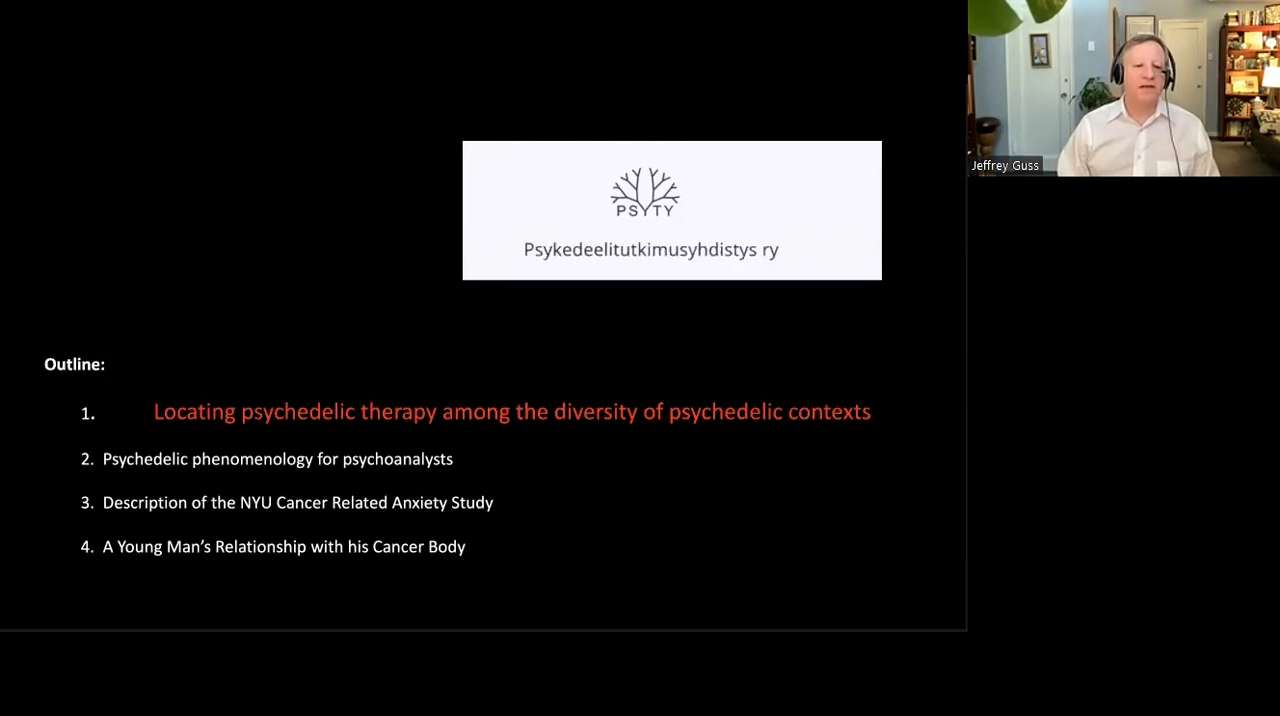 PSYTY
Psykedeelitutkimusyhdistys ry
Jeffrey Guss
Outline:
1. Locating psychedelic therapy among the diversity of psychedelic contexts
2. Psychedelic phenomenology for psychoanalysts
3. Description of the NYU Cancer Related Anxiety Study
4. A Young Man’s Relationship with his Cancer Body